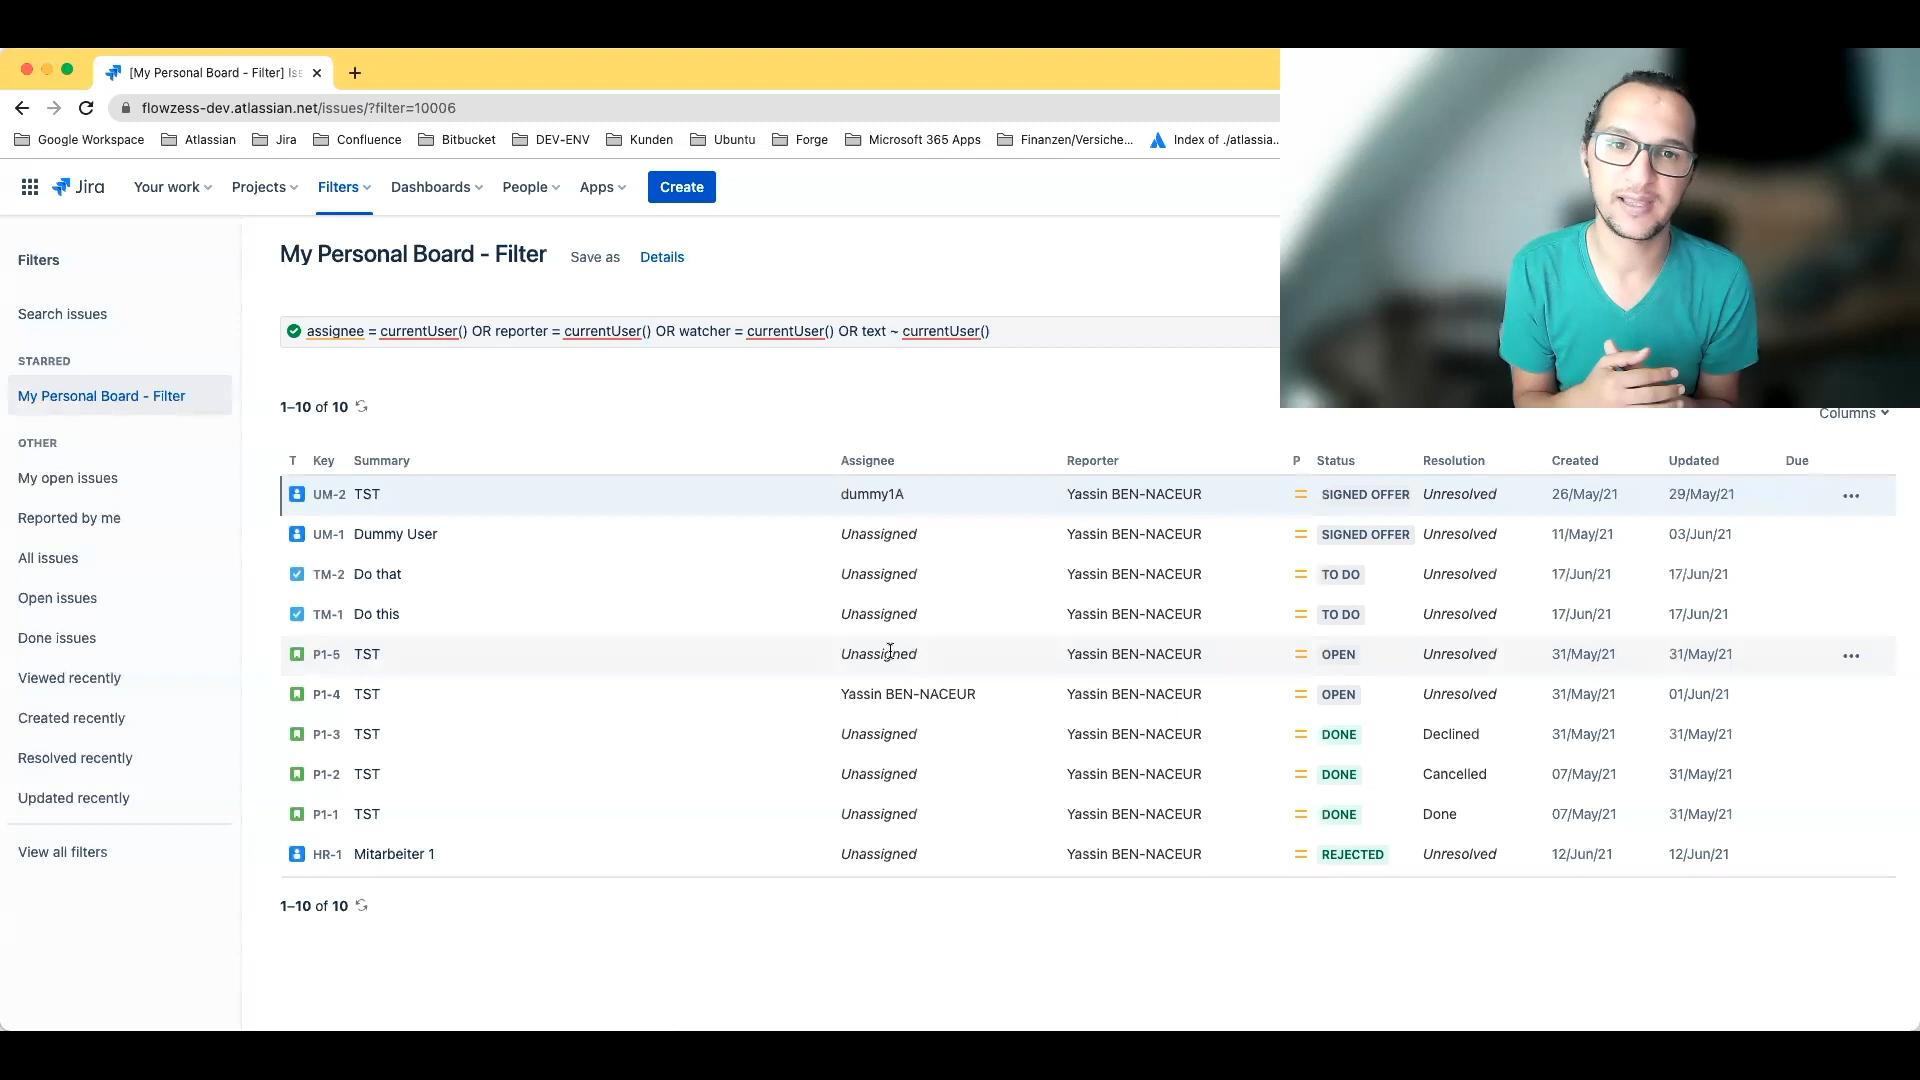 [My Personal Board - Filter] Iss
flowzess-dev.atlassian.net/issues/?filter=10006
Google Workspace Atlassian Jira Confluence Bitbucket DEV-ENV Kunden Ubuntu Forge Microsoft 365 Apps Finanzen/Versiche... Index of ./atlassia...
Jira Your work Projects Filters Dashboards People Apps Create
Filters
Search issues
STARRED
My Personal Board - Filter
OTHER
My open issues
Reported by me
All issues
Open issues
Done issues
Viewed recently
Created recently
Resolved recently
Updated recently
View all filters
My Personal Board - Filter Save as Details
assignee = currentUser() OR reporter = currentUser() OR watcher = currentUser() OR text ~ currentUser()
1–10 of 10
Columns
T Key Summary Assignee Reporter P Status Resolution Created Updated Due
UM-2 TST dummy1A Yassin BEN-NACEUR SIGNED OFFER Unresolved 26/May/21 29/May/21
UM-1 Dummy User Unassigned Yassin BEN-NACEUR SIGNED OFFER Unresolved 11/May/21 03/Jun/21
TM-2 Do that Unassigned Yassin BEN-NACEUR TO DO Unresolved 17/Jun/21 17/Jun/21
TM-1 Do this Unassigned Yassin BEN-NACEUR TO DO Unresolved 17/Jun/21 17/Jun/21
P1-5 TST Unassigned Yassin BEN-NACEUR OPEN Unresolved 31/May/21 31/May/21
P1-4 TST Yassin BEN-NACEUR Yassin BEN-NACEUR OPEN Unresolved 31/May/21 01/Jun/21
P1-3 TST Unassigned Yassin BEN-NACEUR DONE Declined 31/May/21 31/May/21
P1-2 TST Unassigned Yassin BEN-NACEUR DONE Cancelled 07/May/21 31/May/21
P1-1 TST Unassigned Yassin BEN-NACEUR DONE Done 07/May/21 31/May/21
HR-1 Mitarbeiter 1 Unassigned Yassin BEN-NACEUR REJECTED Unresolved 12/Jun/21 12/Jun/21
1–10 of 10